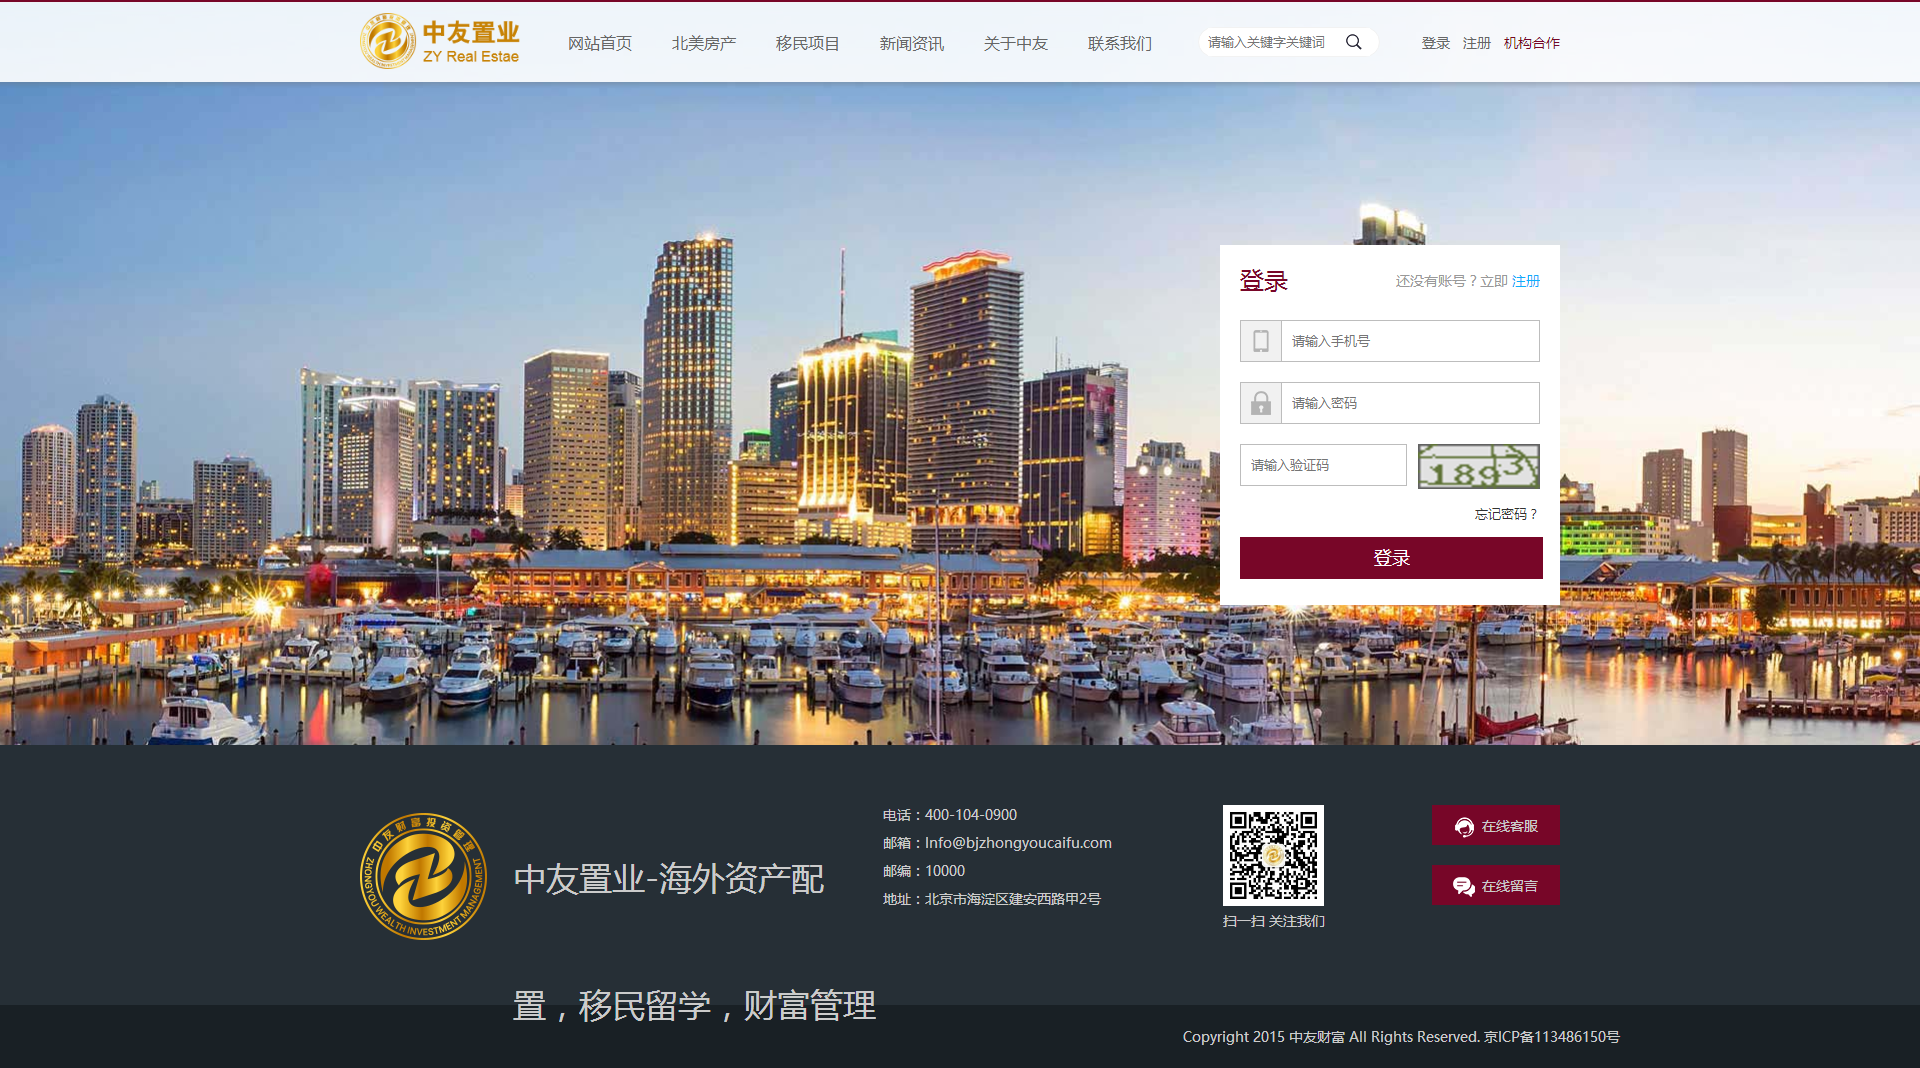 中友置业
ZY Real Estae
网站首页
北美房产
移民项目
新闻资讯
关于中友
联系我们
请输入关键字关键词
登录
注册
机构合作
登录
还没有账号？立即 注册
请输入手机号
请输入密码
请输入验证码
1893
忘记密码？
登录
中友财富投资管理
ZHONGYOU WEALTH INVESTMENT MANAGEMENT
中友置业-海外资产配
置，移民留学，财富管理
电话：400-104-0900
邮箱：Info@bjzhongyoucaifu.com
邮编：10000
地址：北京市海淀区建安西路甲2号
扫一扫 关注我们
在线客服
在线留言
Copyright 2015 中友财富 All Rights Reserved. 京ICP备113486150号